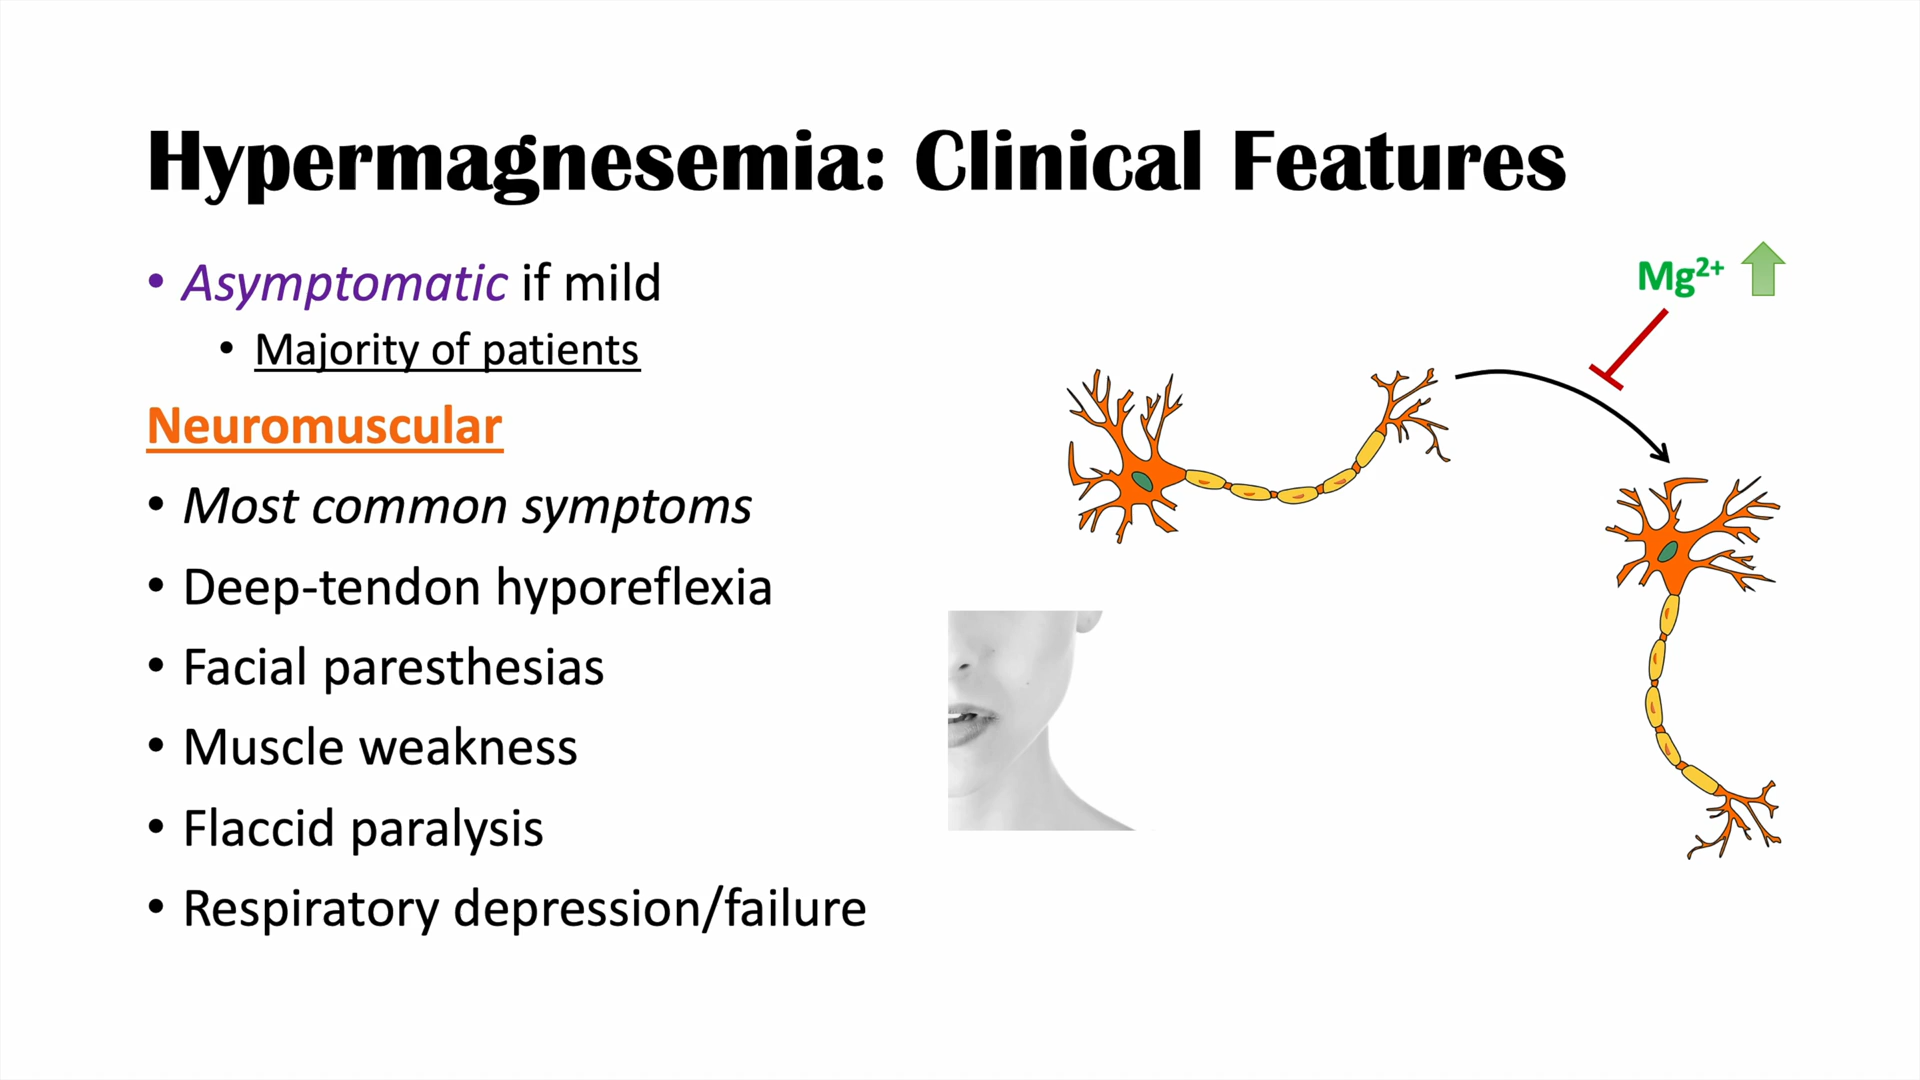 Hypermagnesemia: Clinical Features
• Asymptomatic if mild
• Majority of patients
Neuromuscular
• Most common symptoms
• Deep-tendon hyporeflexia
• Facial paresthesias
• Muscle weakness
• Flaccid paralysis
• Respiratory depression/failure
Mg²⁺